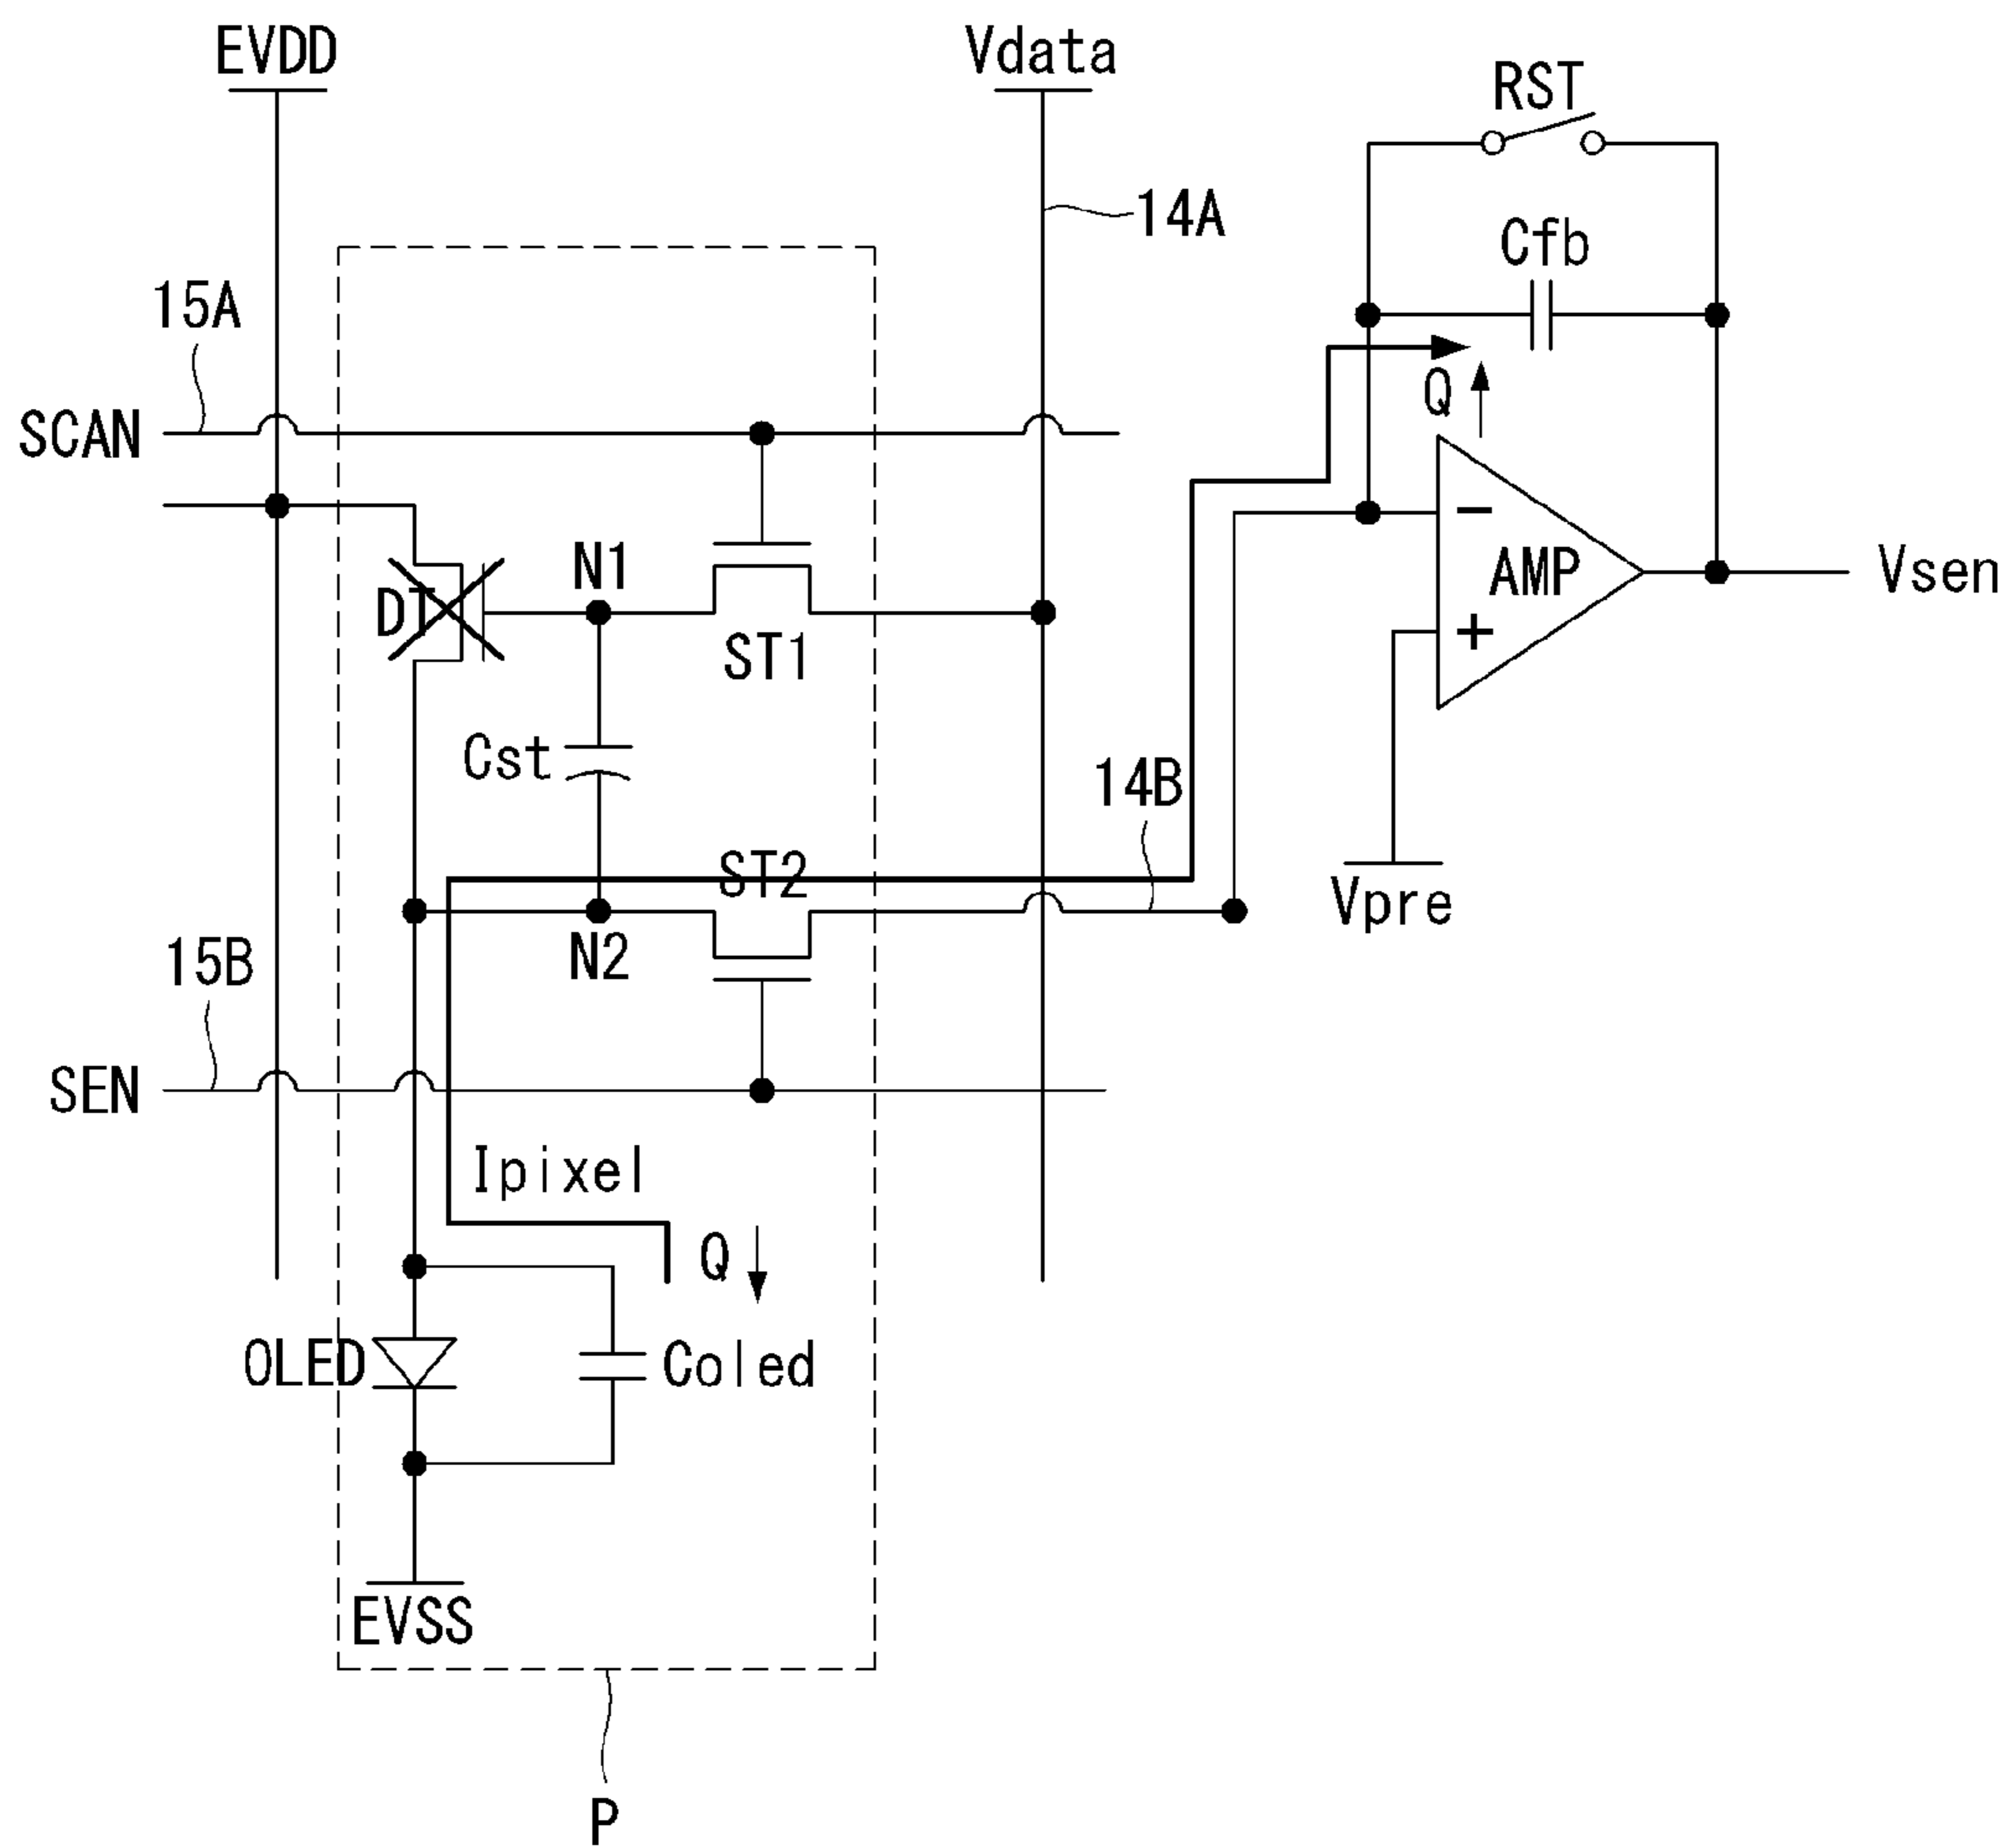 EVDD
Vdata
RST
14A
Cfb
15A
Q
SCAN
N1
DT
AMP
Vsen
−
+
ST1
Cst
14B
ST2
Vpre
N2
15B
SEN
Ipixel
Q
OLED
Coled
EVSS
P